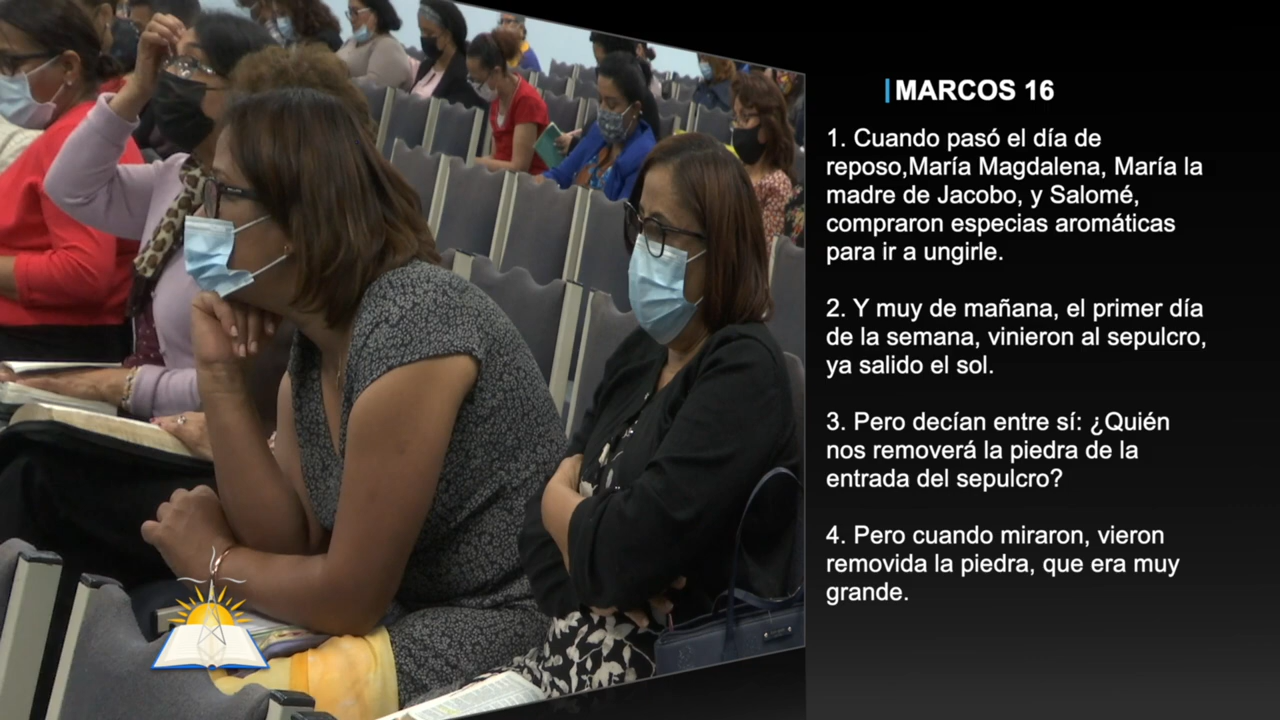 MARCOS 16
1. Cuando pasó el día de
reposo,María Magdalena, María la
madre de Jacobo, y Salomé,
compraron especias aromáticas
para ir a ungirle.
2. Y muy de mañana, el primer día
de la semana, vinieron al sepulcro,
ya salido el sol.
3. Pero decían entre sí: ¿Quién
nos removerá la piedra de la
entrada del sepulcro?
4. Pero cuando miraron, vieron
removida la piedra, que era muy
grande.